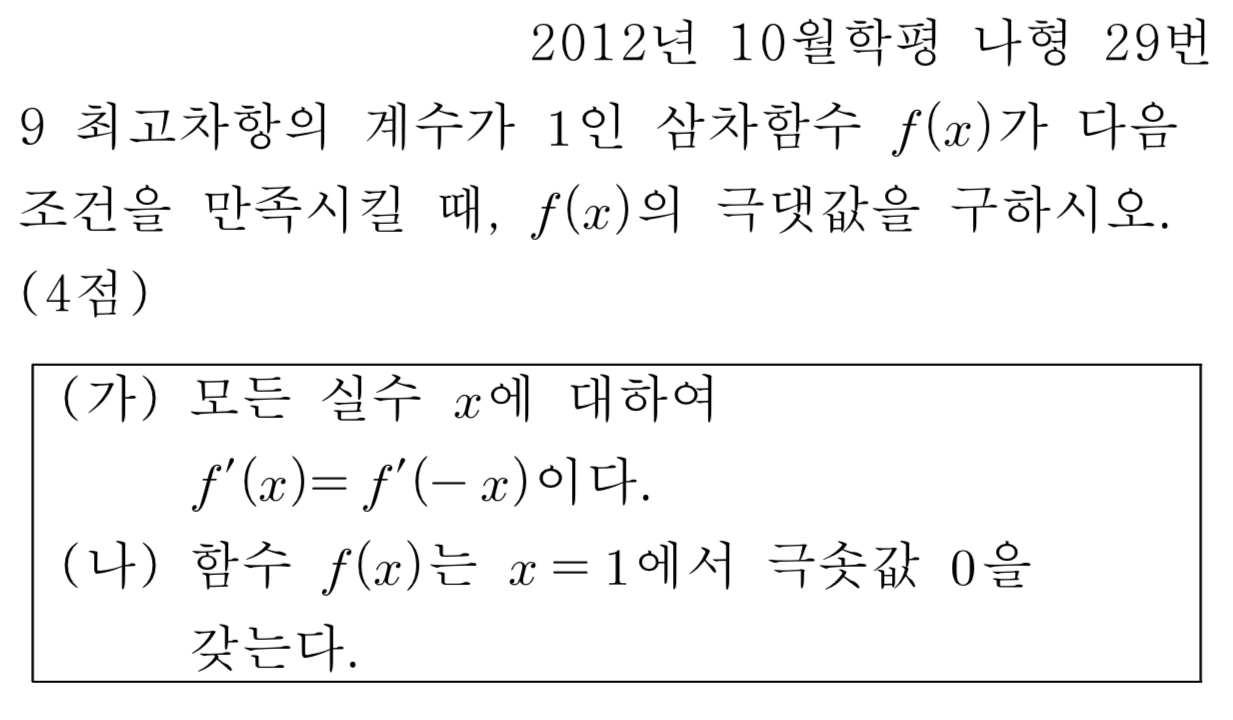 2012년 10월학평 나형 29번
9 최고차항의 계수가 1인 삼차함수 f(x)가 다음
조건을 만족시킬 때, f(x)의 극댓값을 구하시오.
(4점)
(가) 모든 실수 x에 대하여
f′(x)= f′(− x)이다.
(나) 함수 f(x)는 x = 1에서 극솟값 0을
갖는다.